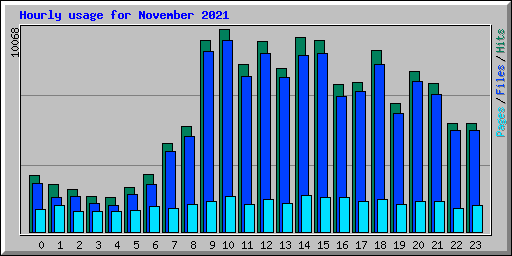 Hourly usage for November 2021
10068
Pages/Files/Hits
0 1 2 3 4 5 6 7 8 9 10 11 12 13 14 15 16 17 18 19 20 21 22 23